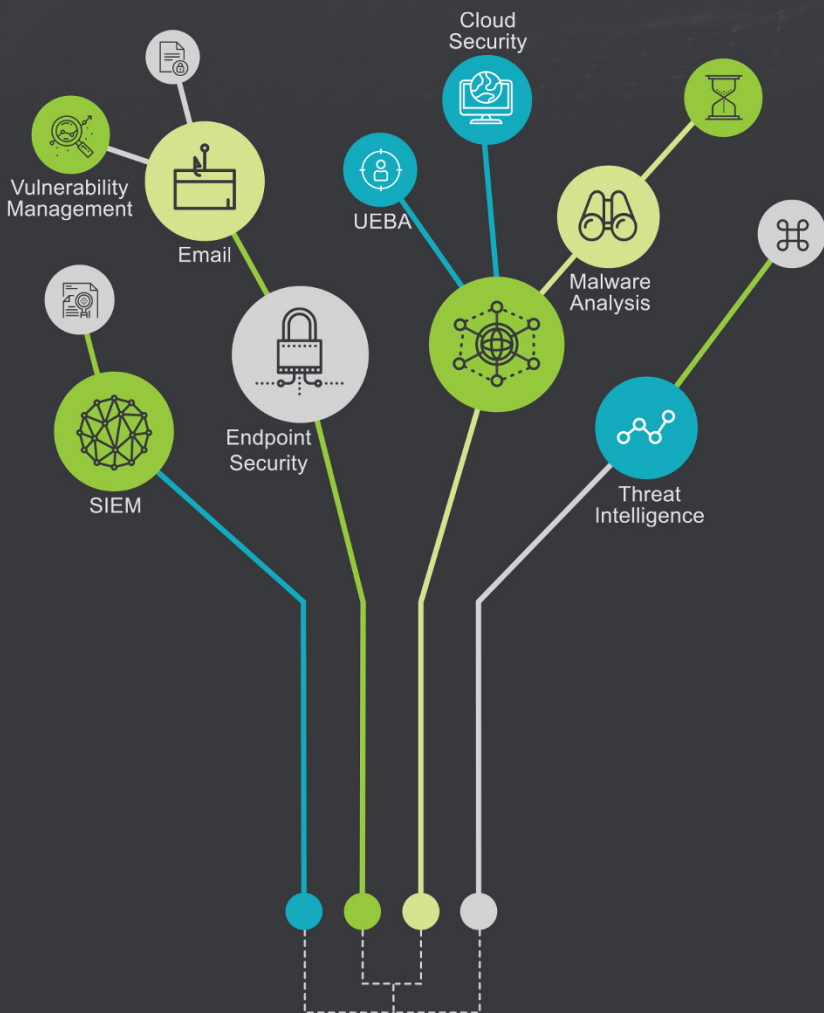 Cloud
Security
Vulnerability
Management
Email
UEBA
Malware
Analysis
SIEM
Endpoint
Security
Threat
Intelligence